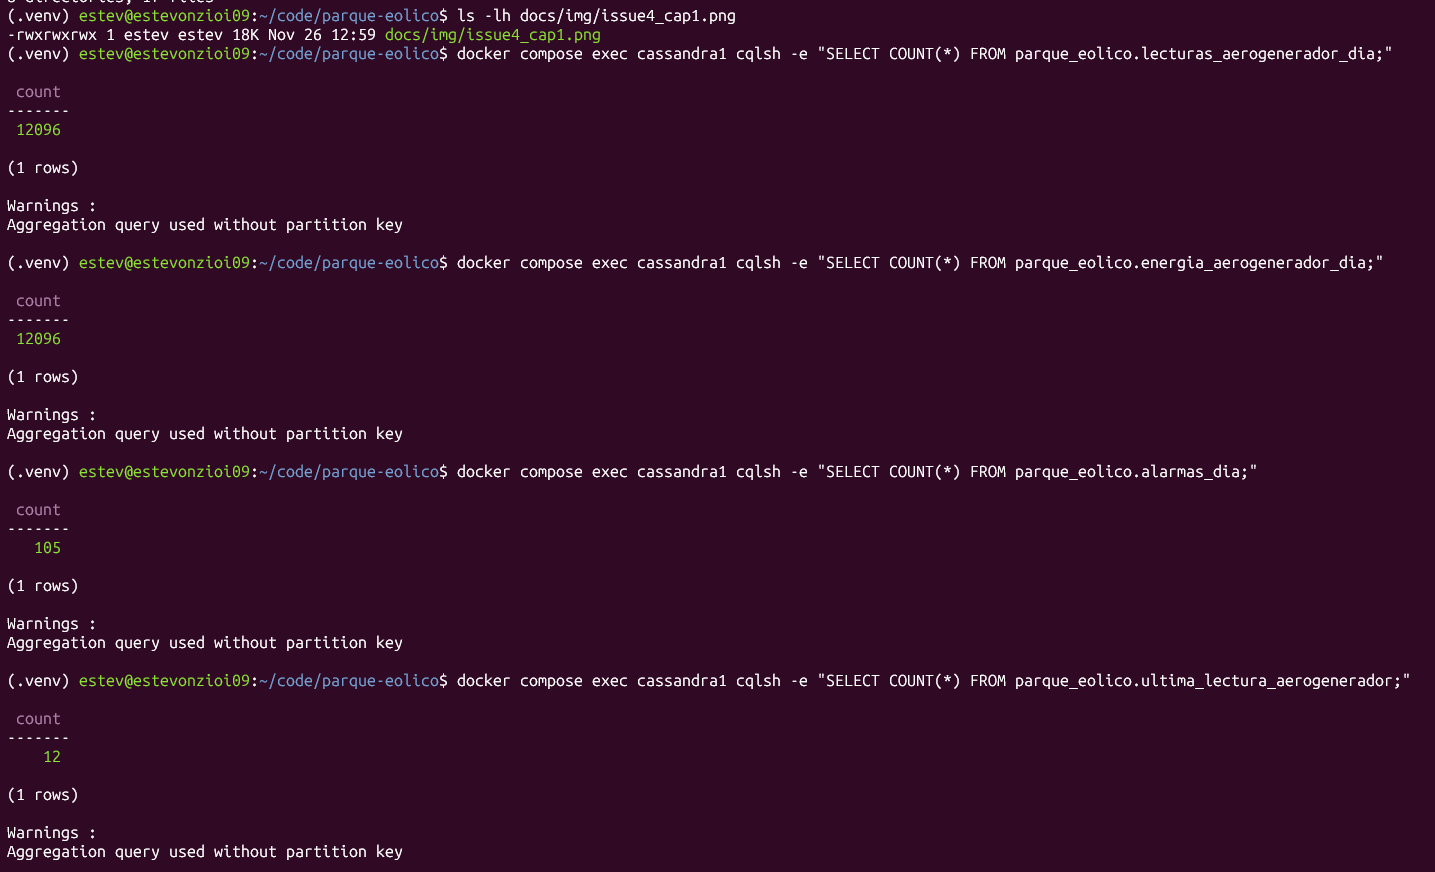 (.venv) estev@estevonzioi09:~/code/parque-eolico$ ls -lh docs/img/issue4_cap1.png
-rwxrwxrwx 1 estev estev 18K Nov 26 12:59 docs/img/issue4_cap1.png
(.venv) estev@estevonzioi09:~/code/parque-eolico$ docker compose exec cassandra1 cqlsh -e "SELECT COUNT(*) FROM parque_eolico.lecturas_aerogenerador_dia;"
count
-------
12096
(1 rows)
Warnings :
Aggregation query used without partition key
(.venv) estev@estevonzioi09:~/code/parque-eolico$ docker compose exec cassandra1 cqlsh -e "SELECT COUNT(*) FROM parque_eolico.energia_aerogenerador_dia;"
count
-------
12096
(1 rows)
Warnings :
Aggregation query used without partition key
(.venv) estev@estevonzioi09:~/code/parque-eolico$ docker compose exec cassandra1 cqlsh -e "SELECT COUNT(*) FROM parque_eolico.alarmas_dia;"
count
-------
105
(1 rows)
Warnings :
Aggregation query used without partition key
(.venv) estev@estevonzioi09:~/code/parque-eolico$ docker compose exec cassandra1 cqlsh -e "SELECT COUNT(*) FROM parque_eolico.ultima_lectura_aerogenerador;"
count
-------
12
(1 rows)
Warnings :
Aggregation query used without partition key